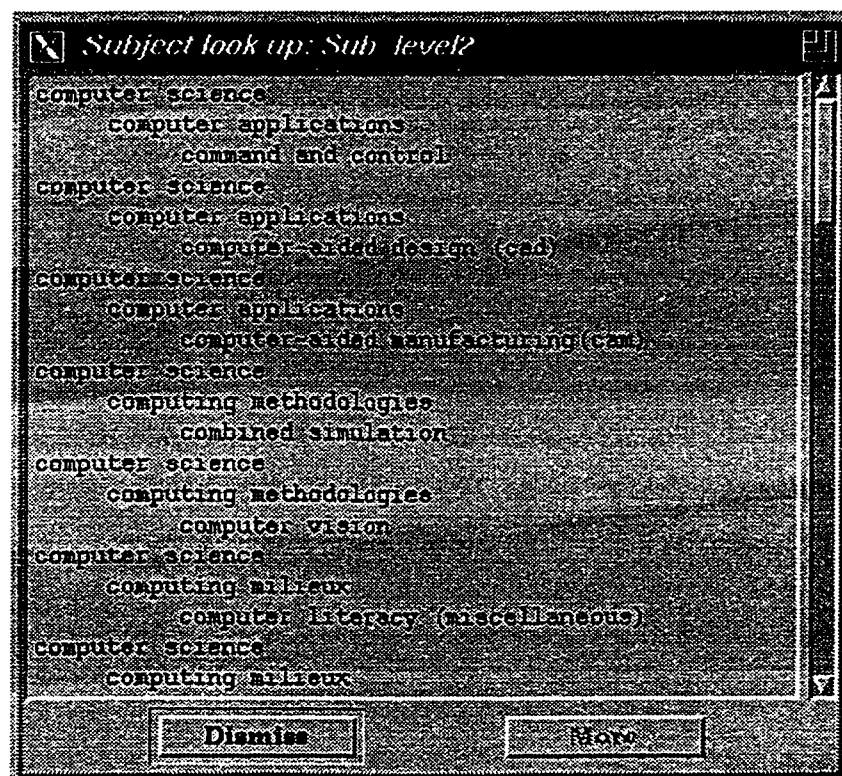 Subject look up: Sub level?
computer science
computer applications
command and control
computer science
computer applications
computer-aided design (cad)
computer science
computer applications
computer-aided manufacturing(cam)
computer science
computing methodologies
combined simulation
computer science
computing methodologies
computer vision
computer science
computing milieux
computer literacy (miscellaneous)
computer science
computing milieux
Dismiss
More